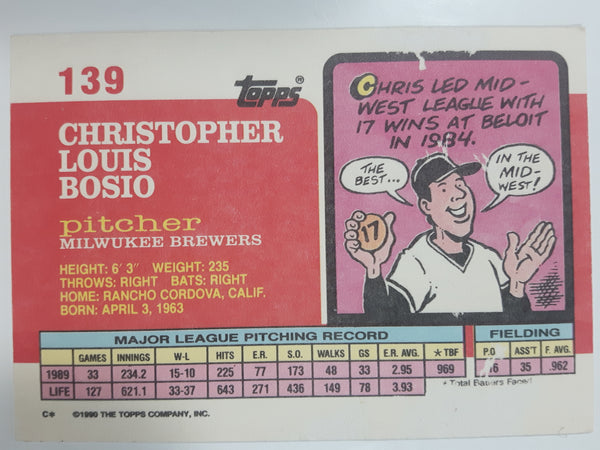 139
TOPPS®
CHRISTOPHER
LOUIS
BOSIO
pitcher
MILWUKEE BREWERS
HEIGHT: 6' 3" WEIGHT: 235
THROWS: RIGHT BATS: RIGHT
HOME: RANCHO CORDOVA, CALIF.
BORN: APRIL 3, 1963
CHRIS LED MID-
WEST LEAGUE WITH
17 WINS AT BELOIT
IN 1984.
THE
BEST...
IN THE
MID-
WEST!
17
MAJOR LEAGUE PITCHING RECORD
FIELDING
GAMES INNINGS W-L HITS E.R. S.O. WALKS GS E.R. AVG. *TBF P.O ASS'T F. AVG.
1989 33 234.2 15-10 225 77 173 48 33 2.95 969 6 35 .962
LIFE 127 621.1 33-35 643 271 436 149 78 3.93
*Total Batters Faced
C* ©1990 THE TOPPS COMPANY, INC.